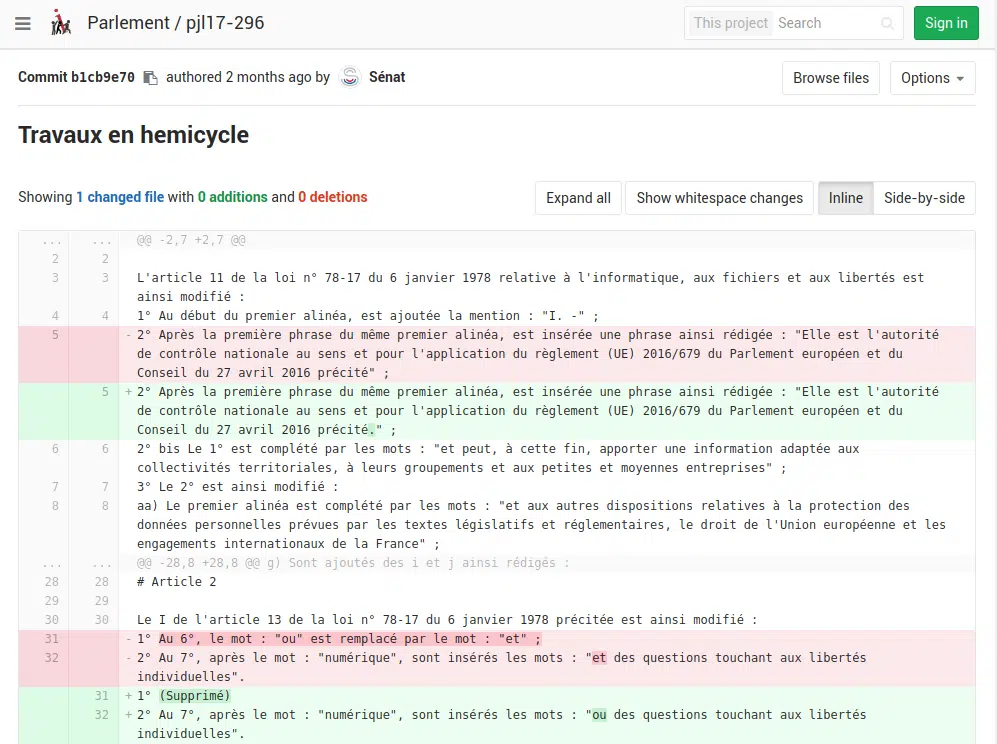 Parlement / pjl17-296
This project Search
Sign in
Commit b1cb9e70 authored 2 months ago by Sénat
Browse files
Options
Travaux en hemicycle
Showing 1 changed file with 0 additions and 0 deletions
Expand all
Show whitespace changes
Inline
Side-by-side
... ... @@ -2,7 +2,7 @@
2 2
3 3 L'article 11 de la loi n° 78-17 du 6 janvier 1978 relative à l'informatique, aux fichiers et aux libertés est
ainsi modifié :
4 4 1° Au début du premier alinéa, est ajoutée la mention : "I. -" ;
5 - 2° Après la première phrase du même premier alinéa, est insérée une phrase ainsi rédigée : "Elle est l'autorité
de contrôle nationale au sens et pour l'application du règlement (UE) 2016/679 du Parlement européen et du
Conseil du 27 avril 2016 précité" ;
5 + 2° Après la première phrase du même premier alinéa, est insérée une phrase ainsi rédigée : "Elle est l'autorité
de contrôle nationale au sens et pour l'application du règlement (UE) 2016/679 du Parlement européen et du
Conseil du 27 avril 2016 précité." ;
6 6 2° bis Le 1° est complété par les mots : "et peut, à cette fin, apporter une information adaptée aux
collectivités territoriales, à leurs groupements et aux petites et moyennes entreprises" ;
7 7 3° Le 2° est ainsi modifié :
8 8 aa) Le premier alinéa est complété par les mots : "et aux autres dispositions relatives à la protection des
données personnelles prévues par les textes législatifs et réglementaires, le droit de l'Union européenne et les
engagements internationaux de la France" ;
... ... @@ -28,8 +28,8 @@ g) Sont ajoutés des i et j ainsi rédigés :
28 28 # Article 2
29 29
30 30 Le I de l'article 13 de la loi n° 78-17 du 6 janvier 1978 précitée est ainsi modifié :
31 - 1° Au 6°, le mot : "ou" est remplacé par le mot : "et" ;
32 - 2° Au 7°, après le mot : "numérique", sont insérés les mots : "et des questions touchant aux libertés
individuelles".
31 + 1° (Supprimé)
32 + 2° Au 7°, après le mot : "numérique", sont insérés les mots : "ou des questions touchant aux libertés
individuelles".